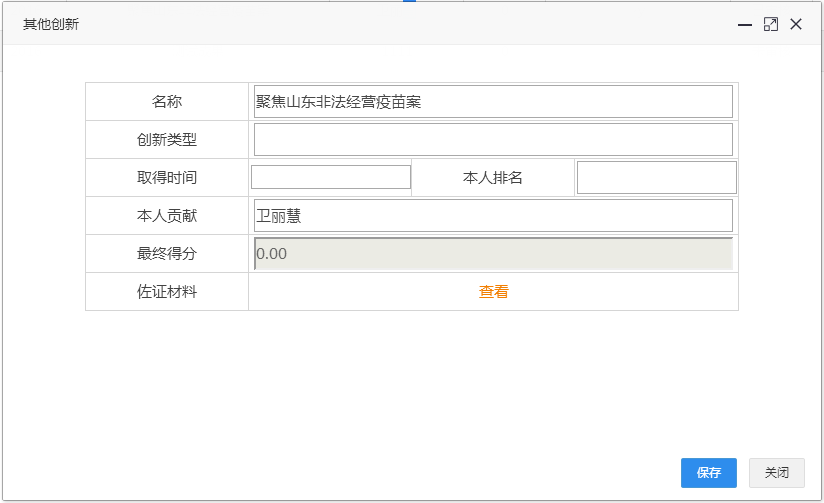 其他创新
名称 聚焦山东非法经营疫苗案
创新类型
取得时间 本人排名
本人贡献 卫丽慧
最终得分 0.00
佐证材料 查看
保存 关闭